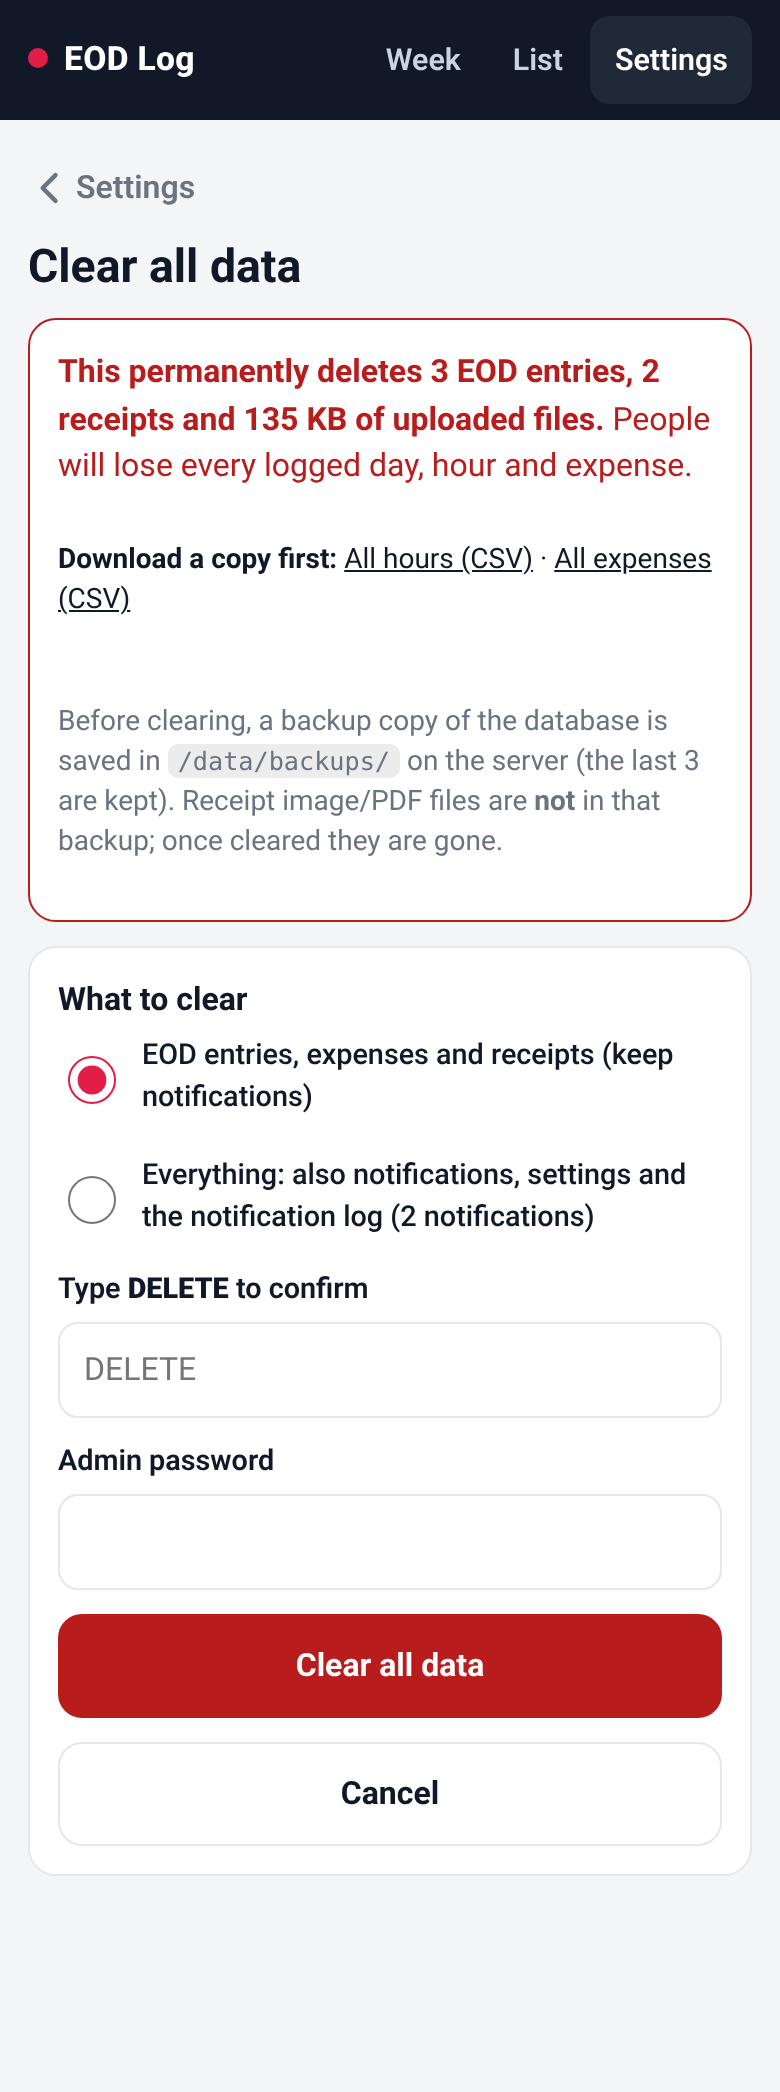 EOD Log
Week
List
Settings
Settings
Clear all data
This permanently deletes 3 EOD entries, 2
receipts and 135 KB of uploaded files. People
will lose every logged day, hour and expense.
Download a copy first: All hours (CSV) · All expenses
(CSV)
Before clearing, a backup copy of the database is
saved in /data/backups/ on the server (the last 3
are kept). Receipt image/PDF files are not in that
backup; once cleared they are gone.
What to clear
EOD entries, expenses and receipts (keep
notifications)
Everything: also notifications, settings and
the notification log (2 notifications)
Type DELETE to confirm
DELETE
Admin password
Clear all data
Cancel